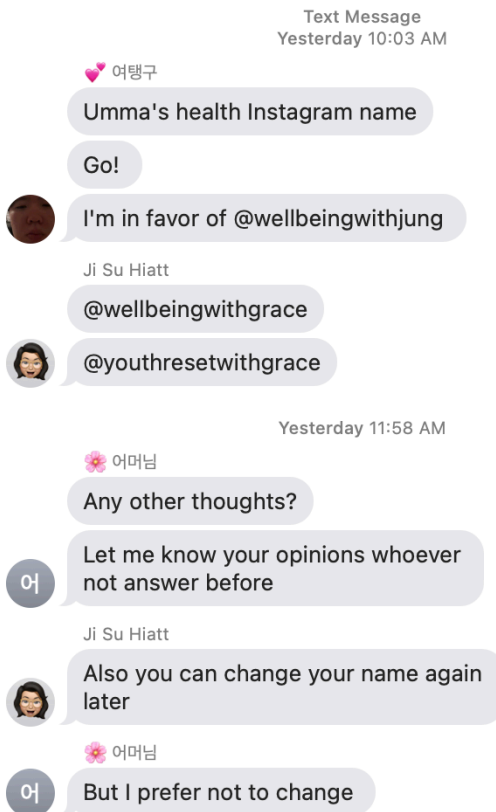 Text Message
Yesterday 10:03 AM
💕 여탱구
Umma's health Instagram name
Go!
I'm in favor of @wellbeingwithjung
Ji Su Hiatt
@wellbeingwithgrace
@youthresetwithgrace
Yesterday 11:58 AM
🌸 어머님
Any other thoughts?
Let me know your opinions whoever
not answer before
어
Ji Su Hiatt
Also you can change your name again
later
🌸 어머님
But I prefer not to change
어